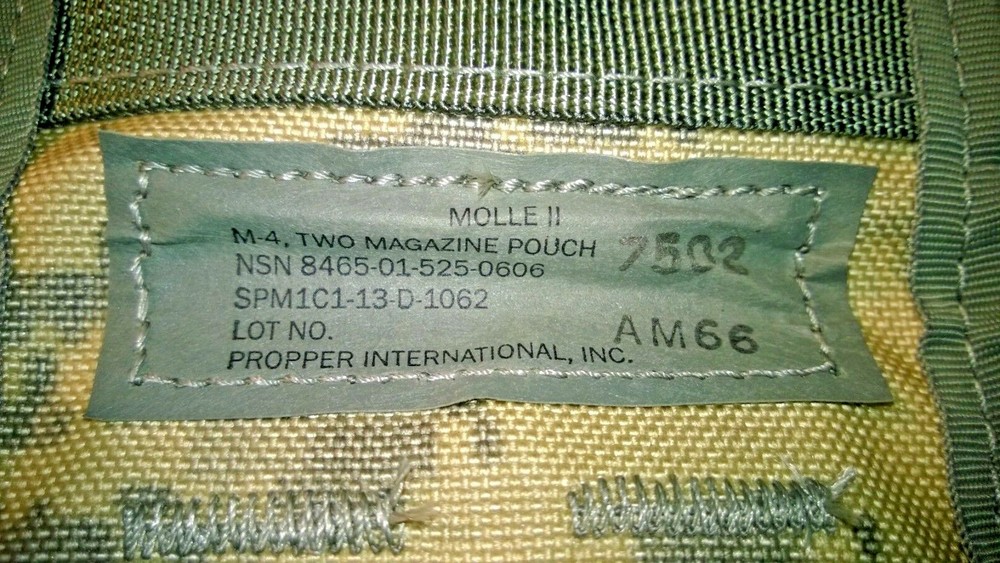 MOLLE II
M-4, TWO MAGAZINE POUCH 7502
NSN 8465-01-525-0606
SPM1C1-13-D-1062
LOT NO. AM66
PROPPER INTERNATIONAL, INC.